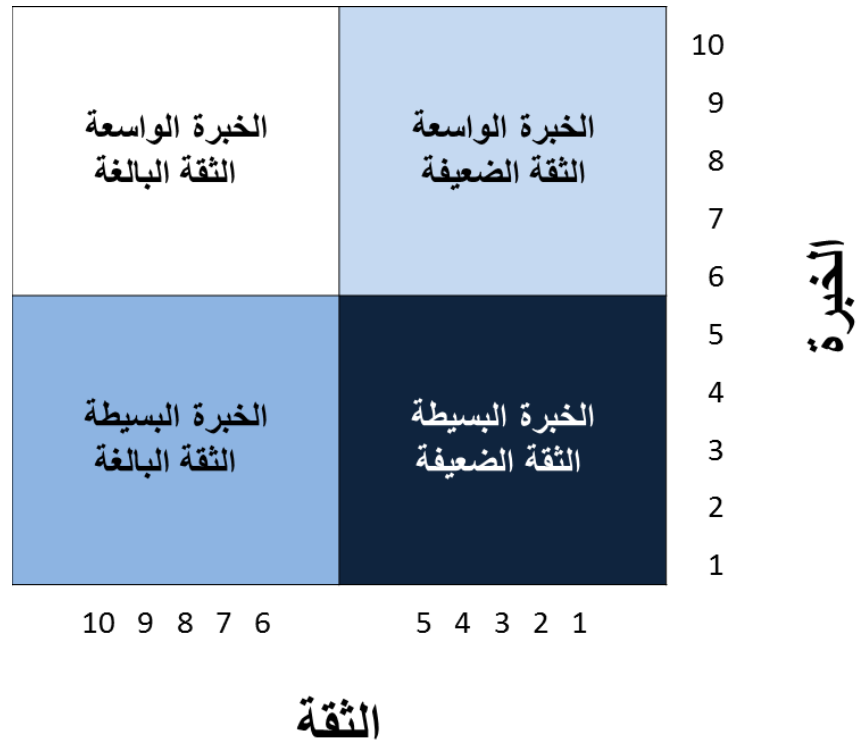 10
9
8
7
6
5
4
3
2
1
الخبرة
الخبرة الواسعة
الثقة الضعيفة
الخبرة الواسعة
الثقة البالغة
الخبرة البسيطة
الثقة الضعيفة
الخبرة البسيطة
الثقة البالغة
10 9 8 7 6 5 4 3 2 1
الثقة